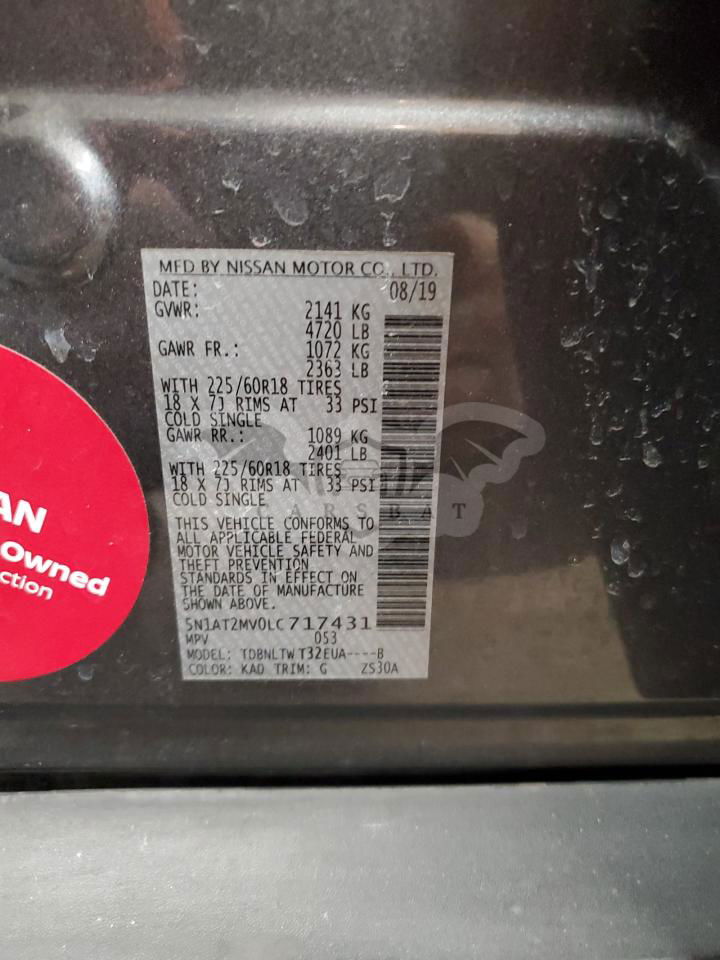 MFD BY NISSAN MOTOR CO., LTD.
DATE: 08/19
GVWR: 2141 KG
4720 LB
GAWR FR.: 1072 KG
2363 LB
WITH 225/60R18 TIRES
18 X 7J RIMS AT 33 PSI
COLD SINGLE
GAWR RR.: 1089 KG
2401 LB
WITH 225/60R18 TIRES
18 X 7J RIMS AT 33 PSI
COLD SINGLE
CARSBAT
THIS VEHICLE CONFORMS TO
ALL APPLICABLE FEDERAL
MOTOR VEHICLE SAFETY AND
THEFT PREVENTION
STANDARDS IN EFFECT ON
THE DATE OF MANUFACTURE
SHOWN ABOVE.
5N1AT2MV0LC717431
MPV 053
MODEL: TDBNLTWT32EUA----B
COLOR: KAD TRIM: G ZS30A
AN
Owned
ction